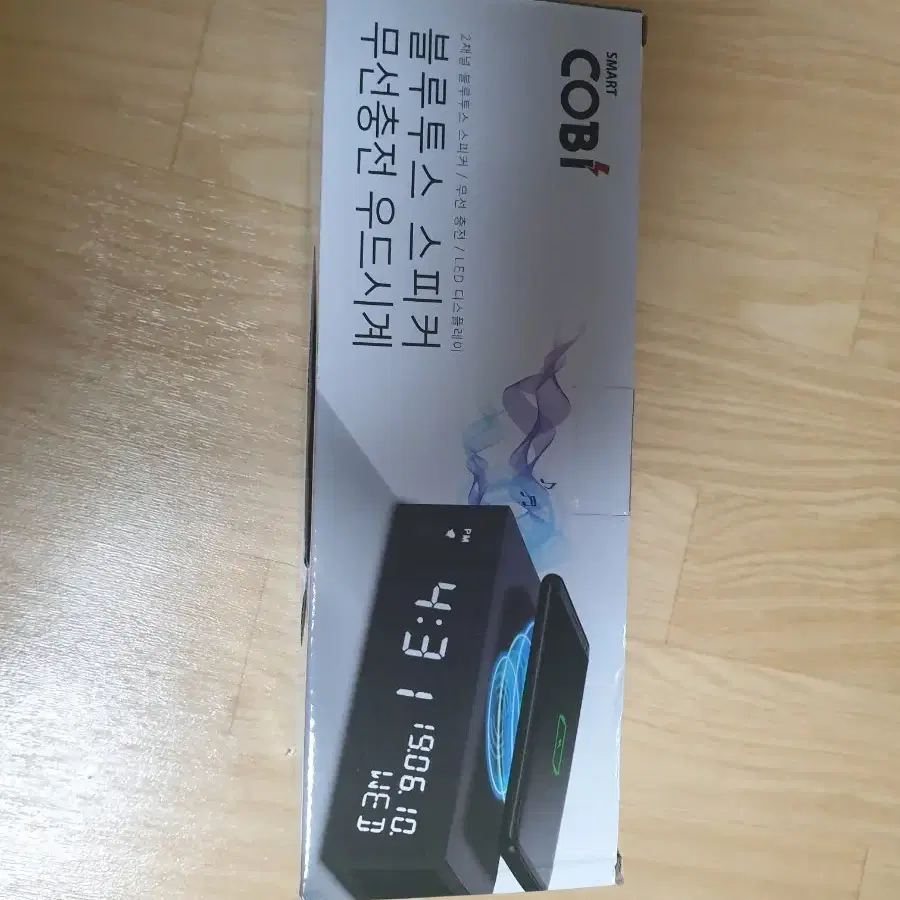 SMART
COBi
2채널 블루투스 스피커 / 무선 충전 / LED 디스플레이
블루투스 스피커
무선충전 우드시계
PM
4:31
19.06.10.
WED